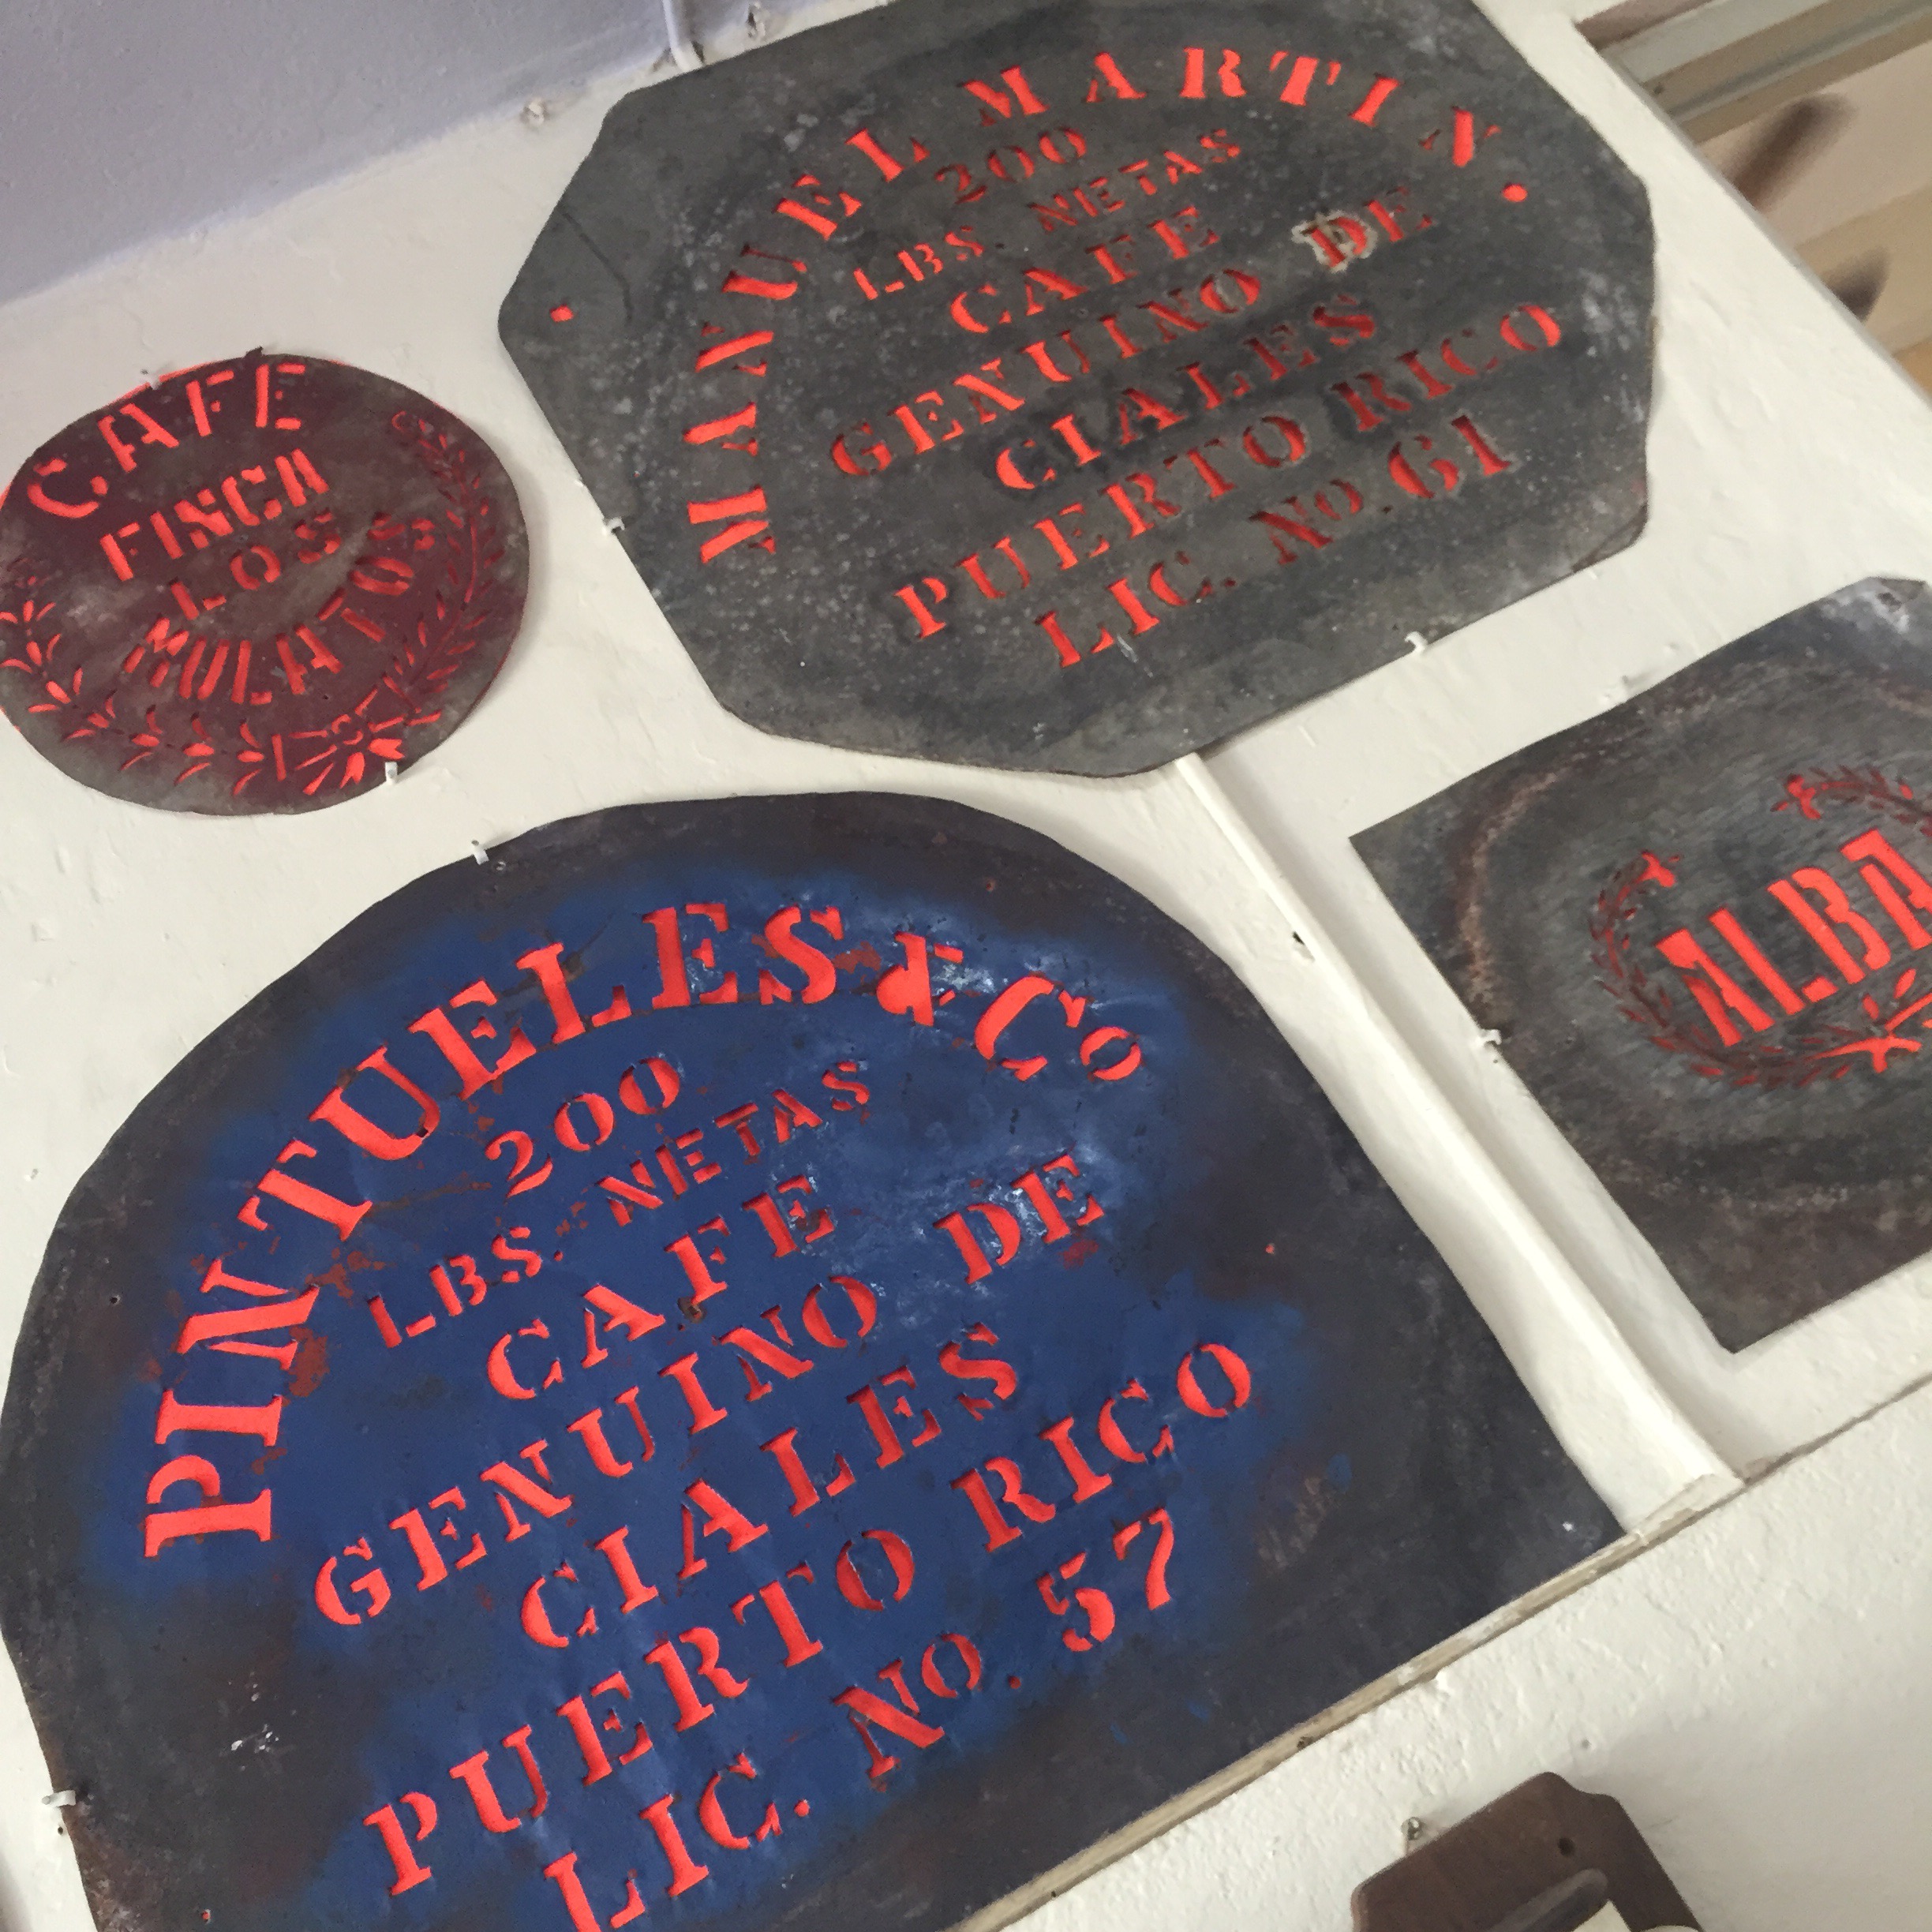 CAFE
FINCA
LOS
MULATOS
MANUEL MARTIN
200
LBS. NETAS
CAFE
GENUINO DE
CIALES
PUERTO RICO
LIC. No. 61
PINTUELES & Co
200
LBS. NETAS
CAFE
GENUINO DE
CIALES
PUERTO RICO
LIC. NO. 57
ALBA